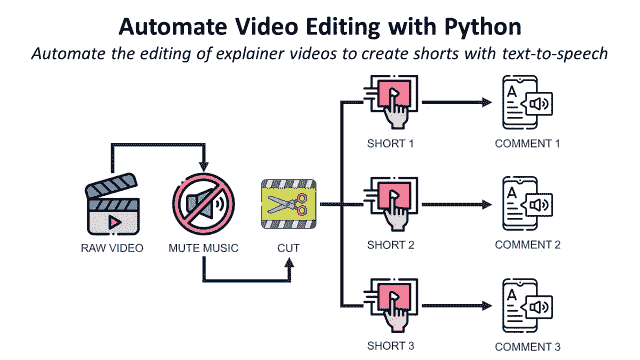 Automate Video Editing with Python
Automate the editing of explainer videos to create shorts with text-to-speech
SHORT 1
COMMENT 1
RAW VIDEO
MUTE MUSIC
CUT
SHORT 2
COMMENT 2
SHORT 3
COMMENT 3
A
A
A